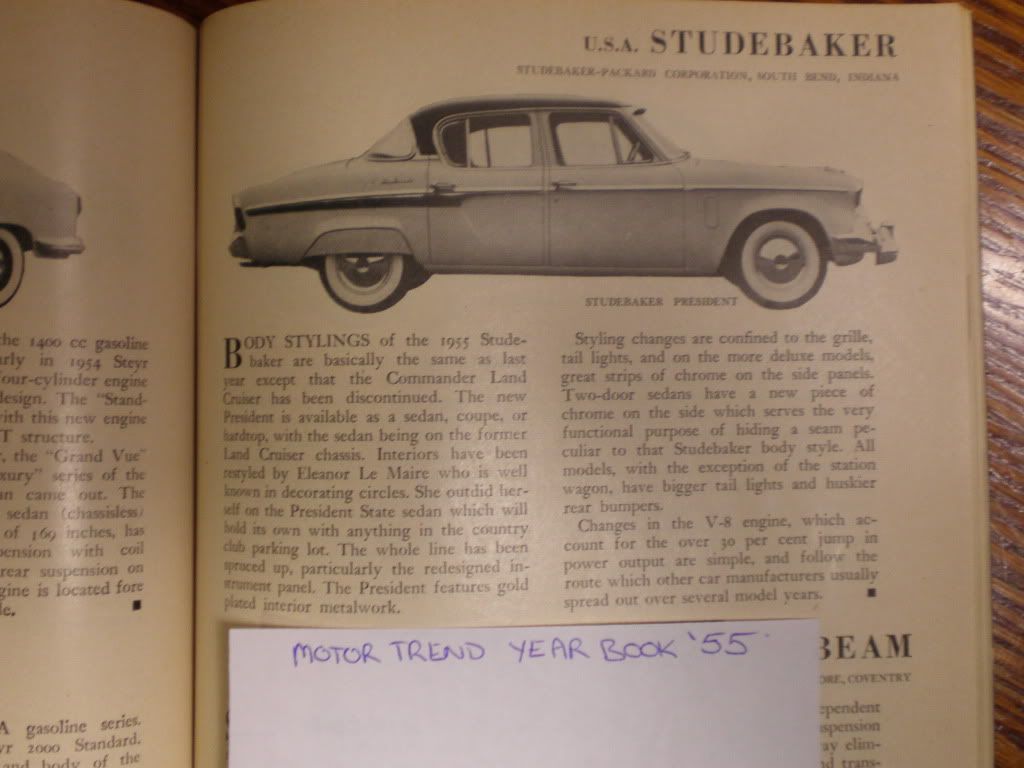 he 1400 cc gasoline
rly in 1954 Steyr
our-cylinder engine
design. The "Stand-
with this new engine
T structure.
, the "Grand Vue"
xury" series of the
an came out. The
sedan (chassisless)
of 169 inches, has
pension with coil
rear suspension on
gine is located fore
le. ■
A gasoline series.
yr 2000 Standard.
and body of the
U.S.A. STUDEBAKER
STUDEBAKER-PACKARD CORPORATION, SOUTH BEND, INDIANA
STUDEBAKER PRESIDENT
BODY STYLINGS of the 1955 Stude-
baker are basically the same as last
year except that the Commander Land
Cruiser has been discontinued. The new
President is available as a sedan, coupe, or
hardtop, with the sedan being on the former
Land Cruiser chassis. Interiors have been
restyled by Eleanor Le Maire who is well
known in decorating circles. She outdid her-
self on the President State sedan which will
hold its own with anything in the country
club parking lot. The whole line has been
spruced up, particularly the redesigned in-
strument panel. The President features gold
plated interior metalwork.
Styling changes are confined to the grille,
tail lights, and on the more deluxe models,
great strips of chrome on the side panels.
Two-door sedans have a new piece of
chrome on the side which serves the very
functional purpose of hiding a seam pe-
culiar to that Studebaker body style. All
models, with the exception of the station
wagon, have bigger tail lights and huskier
rear bumpers.
Changes in the V-8 engine, which ac-
count for the over 30 per cent jump in
power output are simple, and follow the
route which other car manufacturers usually
spread out over several model years. ■
MOTOR TREND YEAR BOOK '55
BEAM
ORE, COVENTRY
ependent
spension
ay elim-
nd trans-